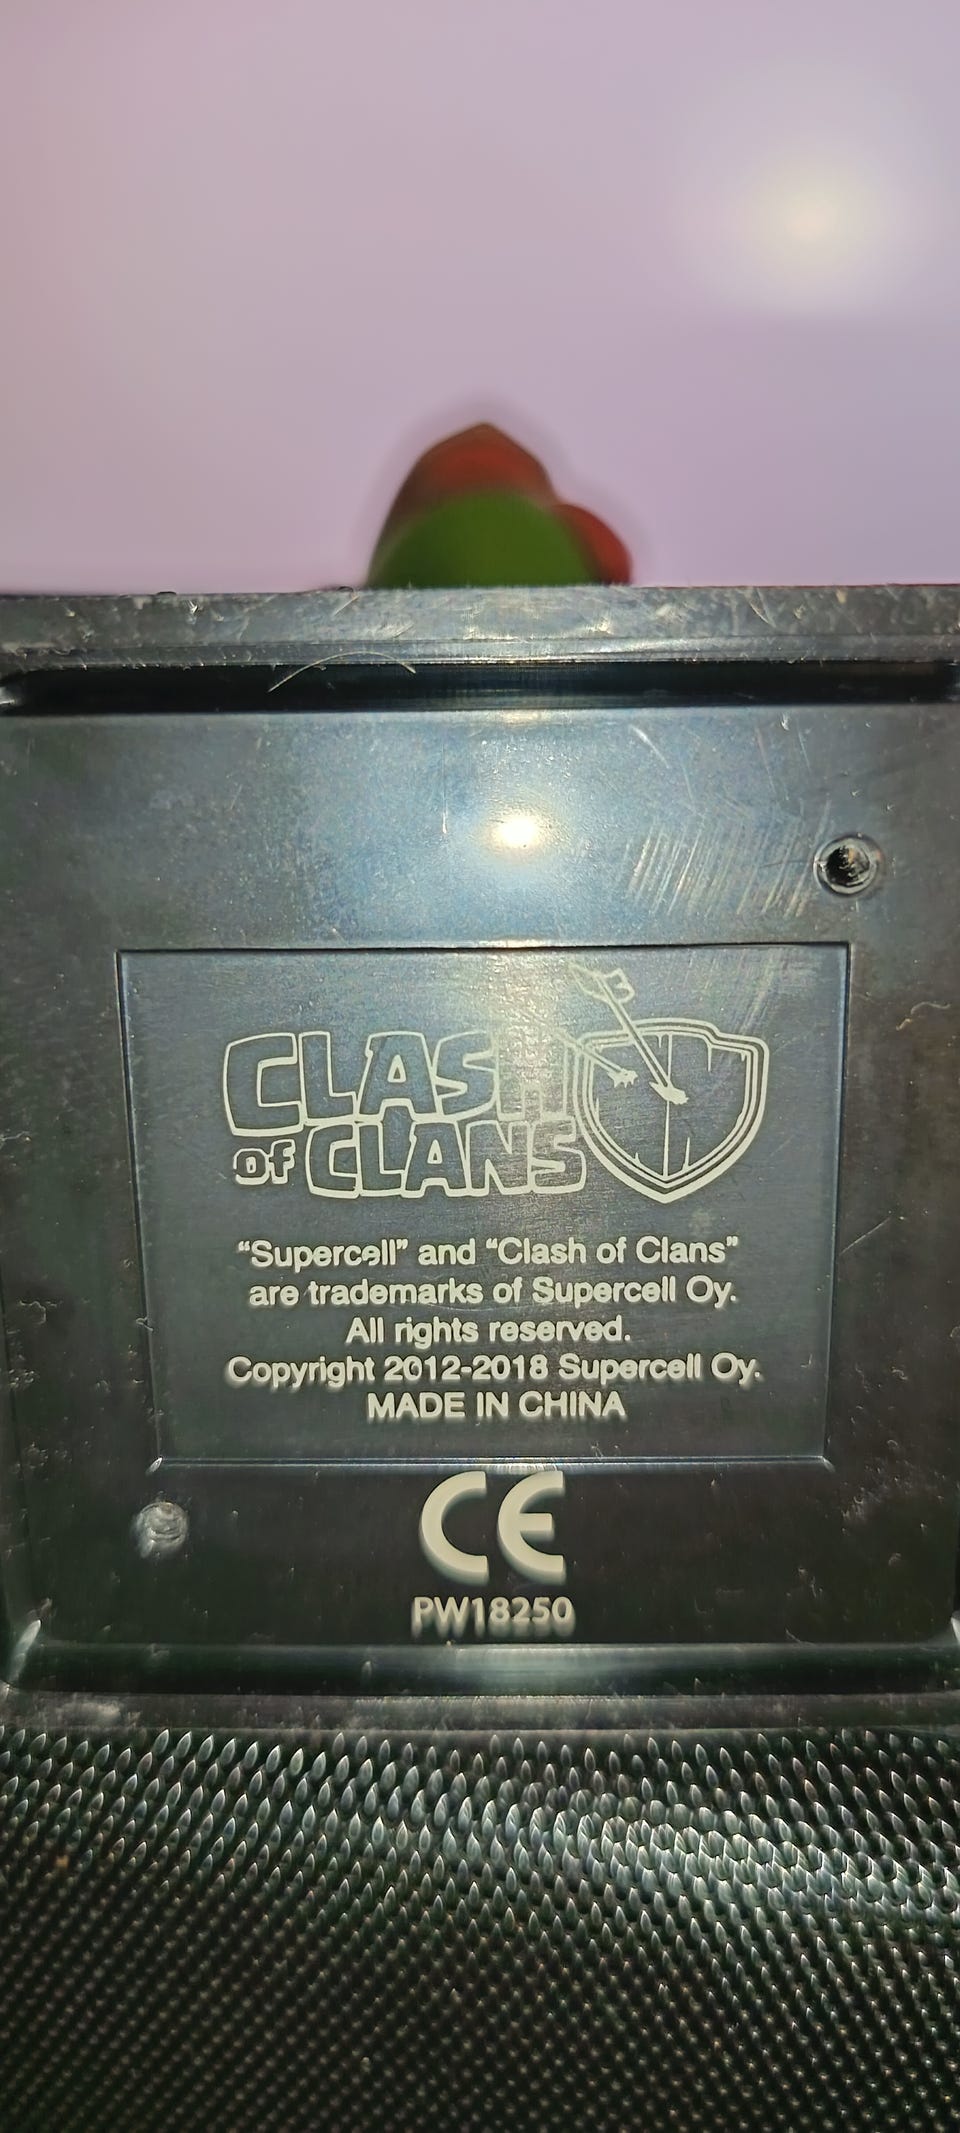 CLASH
OF CLANS
“Supercell” and “Clash of Clans”
are trademarks of Supercell Oy.
All rights reserved.
Copyright 2012-2018 Supercell Oy.
MADE IN CHINA
CE
PW18250